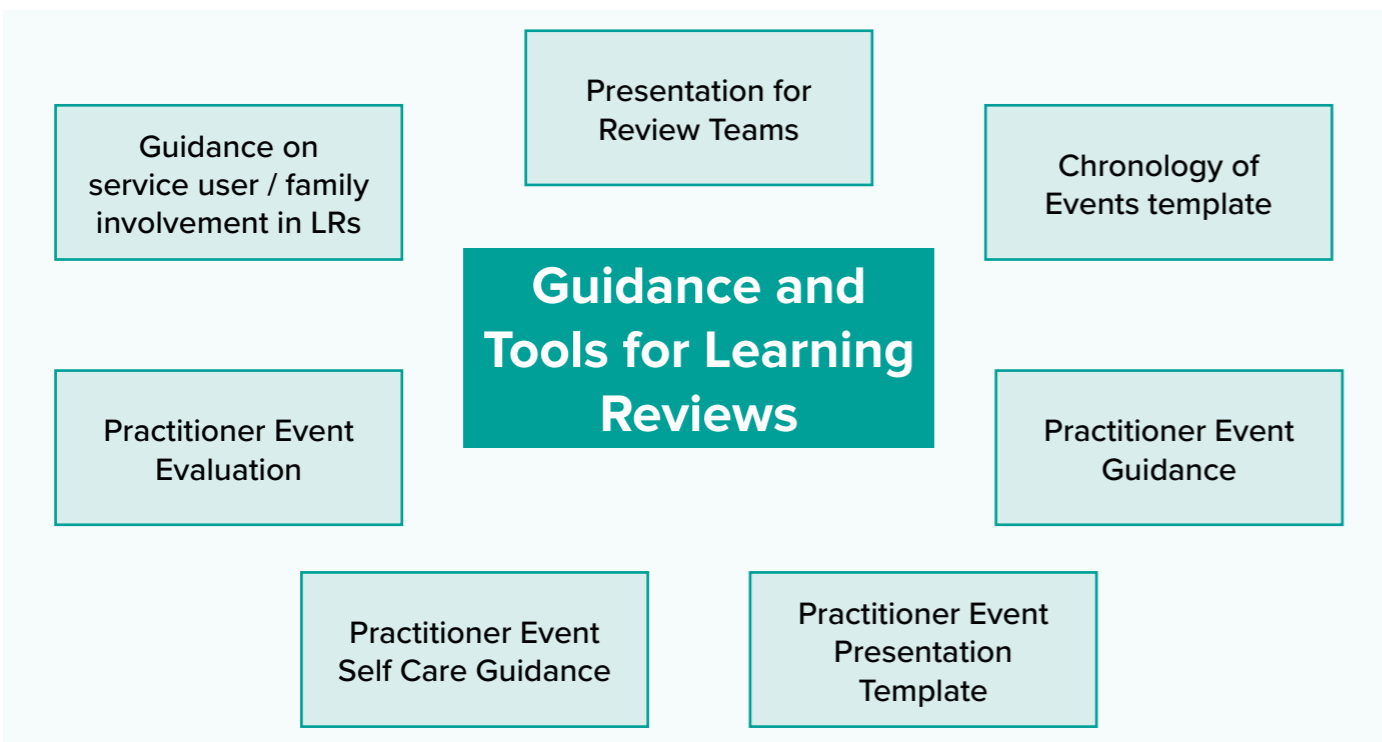 Presentation for
Review Teams
Guidance on
service user / family
involvement in LRs
Chronology of
Events template
Guidance and
Tools for Learning
Reviews
Practitioner Event
Evaluation
Practitioner Event
Guidance
Practitioner Event
Self Care Guidance
Practitioner Event
Presentation
Template